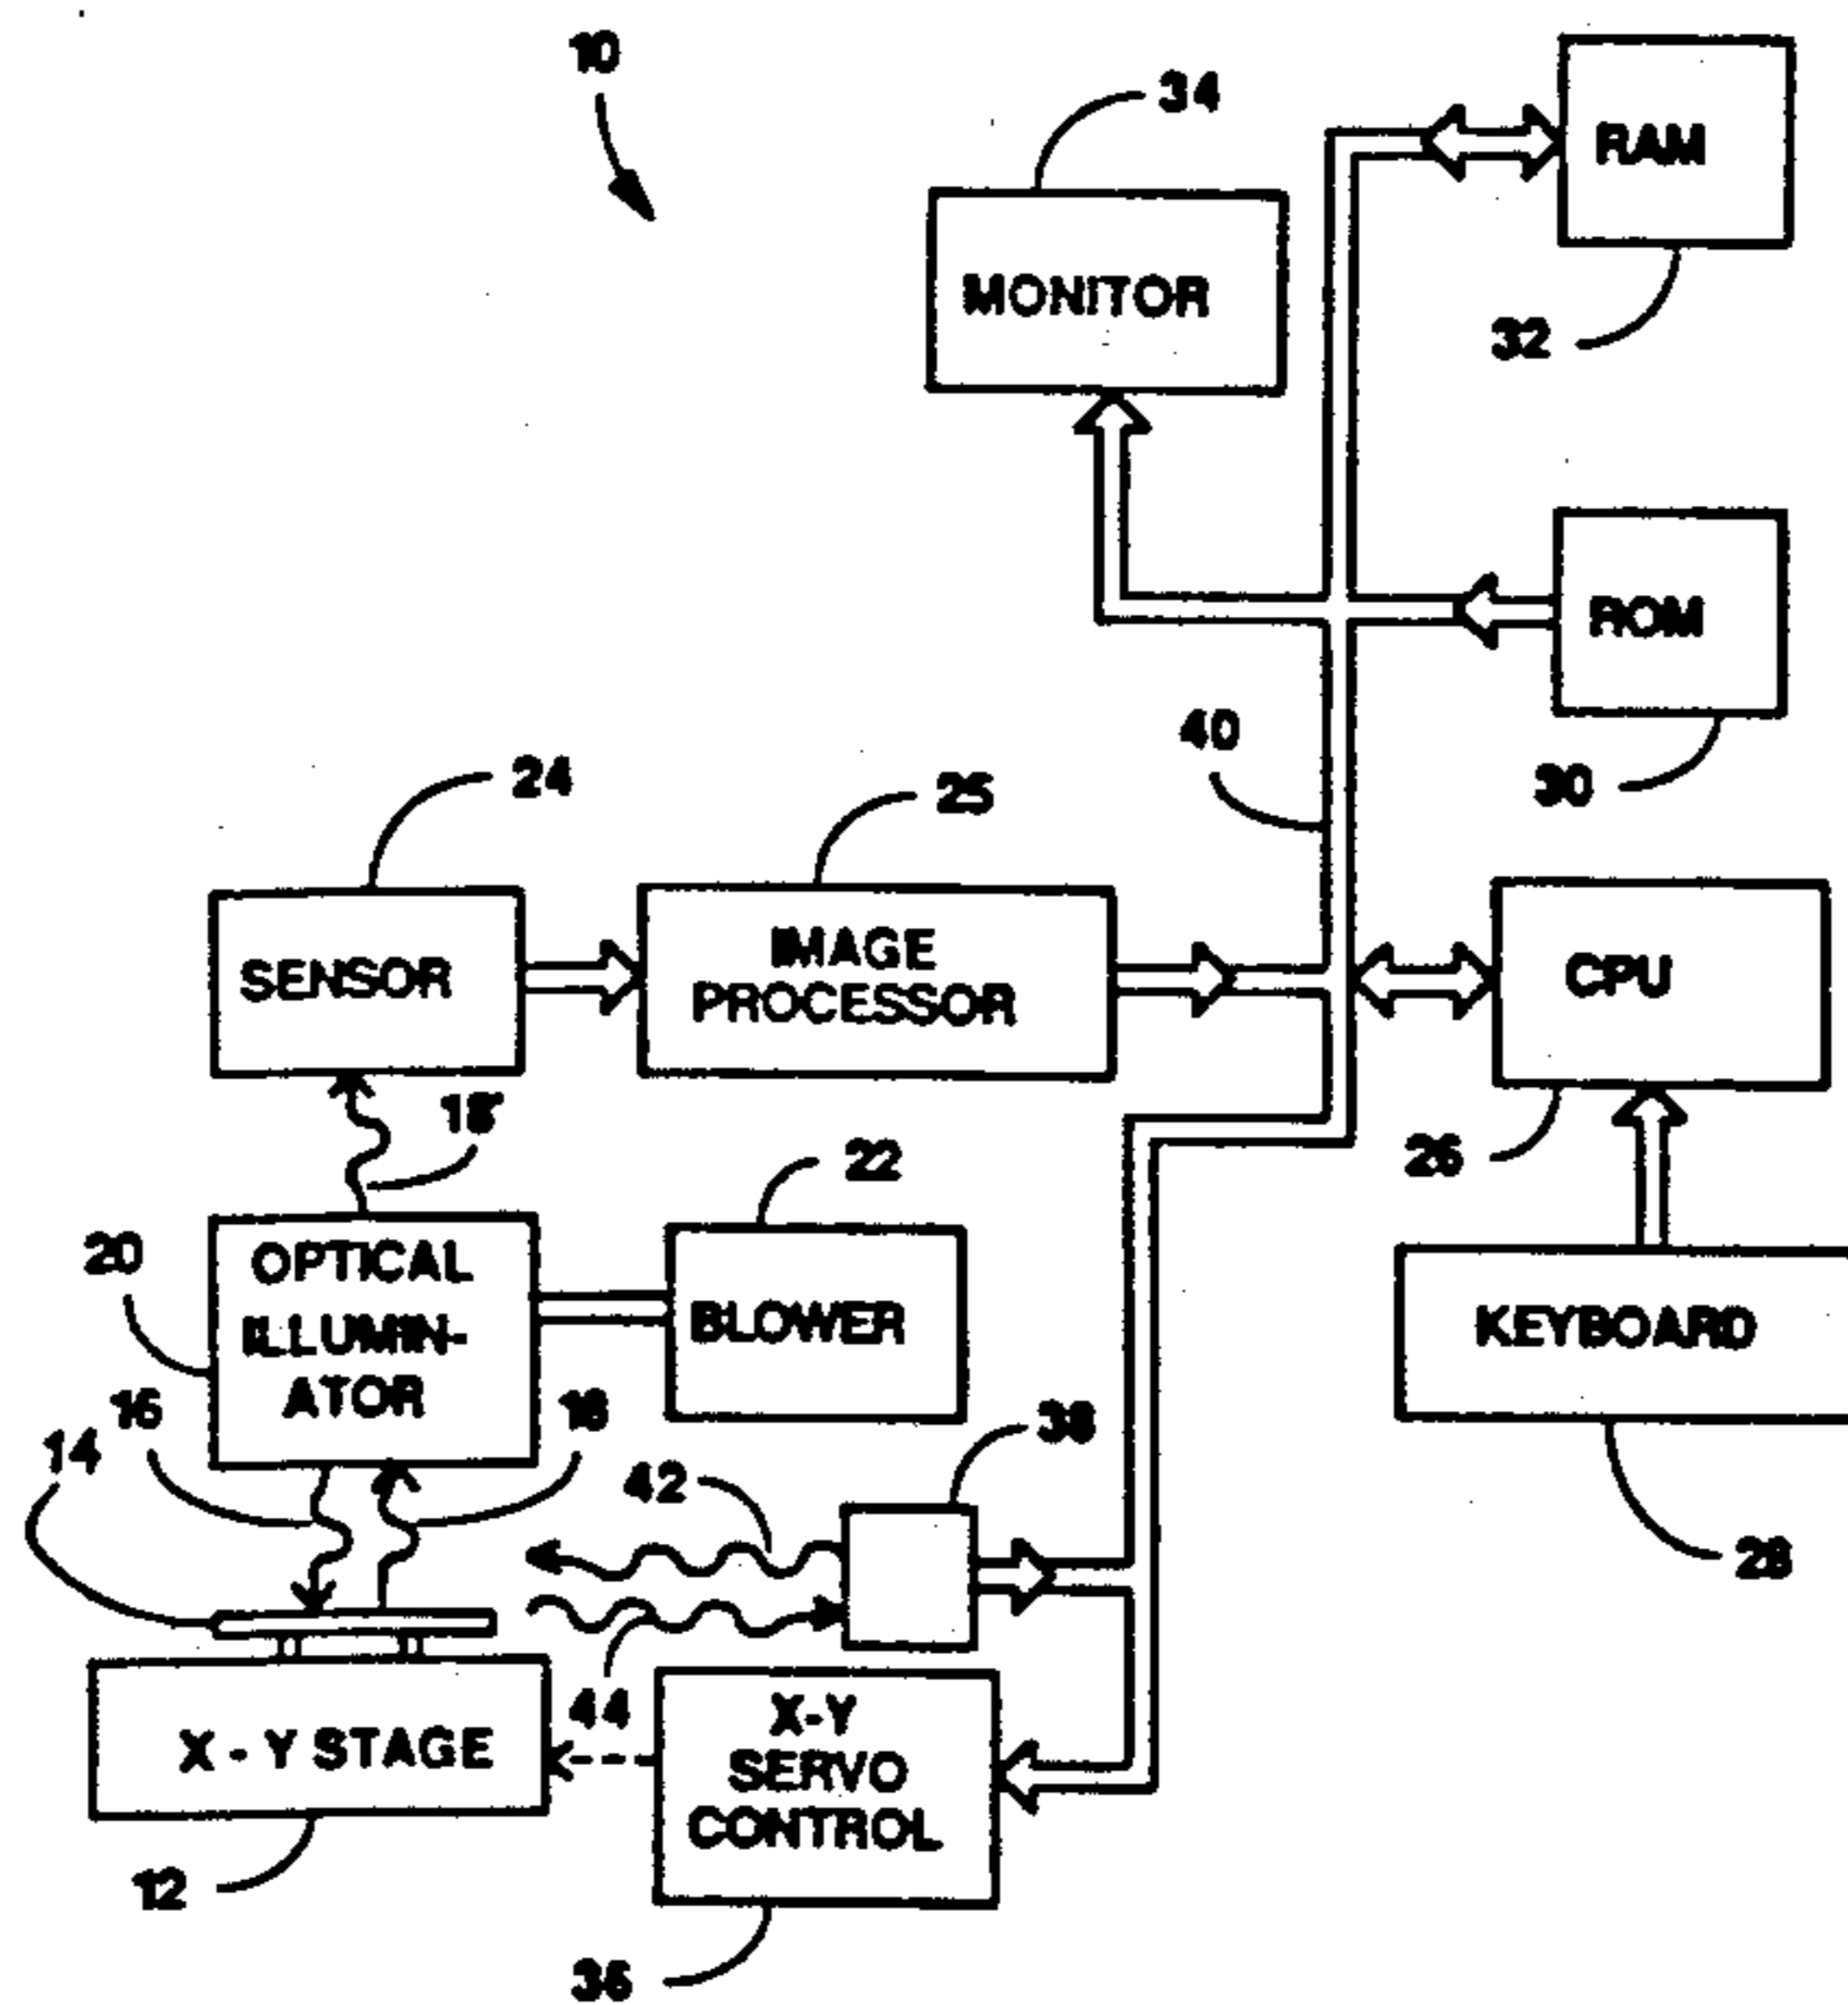 10
34
RAM
MONITOR
32
ROM
40
30
24
25
SENSOR
IMAGE
PROCESSOR
CPU
18'
22
26
20
OPTICAL
ILLUMIN-
ATOR
BLOWER
KEYBOARD
16
18
14
38
42
28
44
X-Y
SERVO
CONTROL
X - Y STAGE
12
36